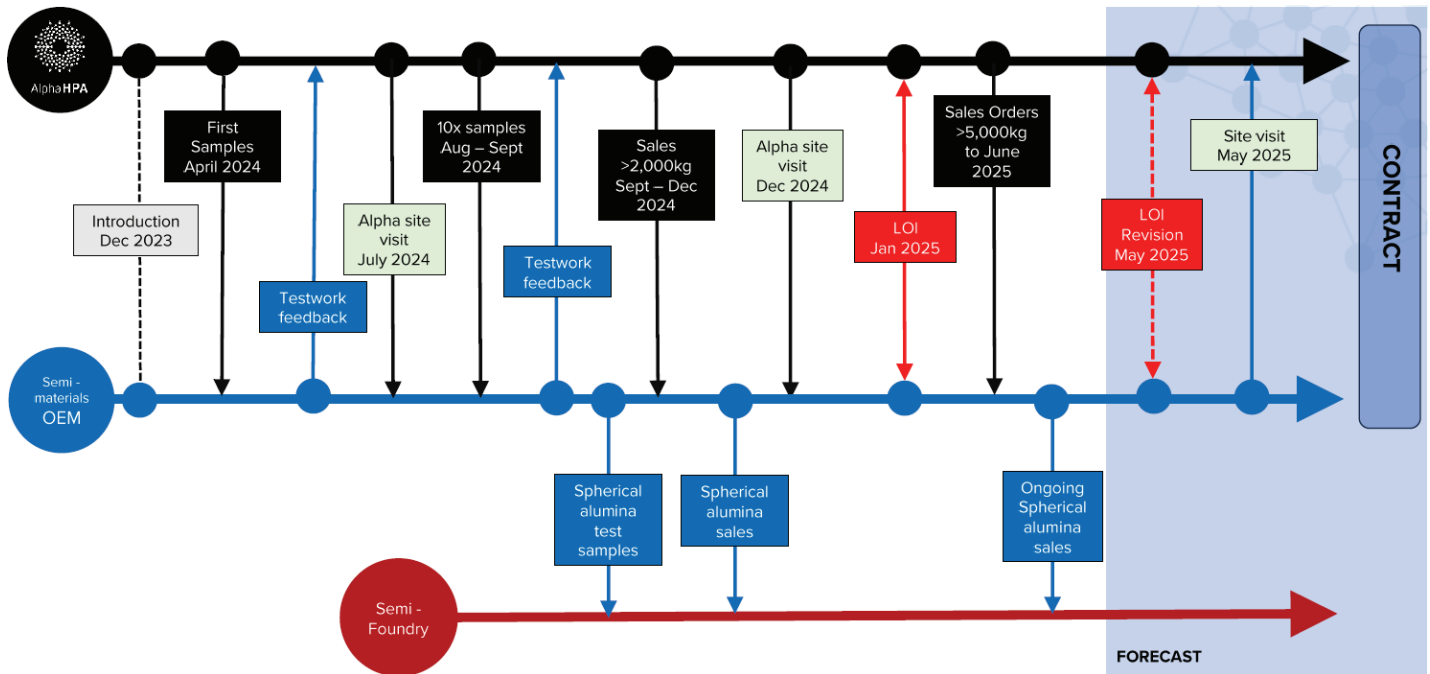 AlphaHPA
Introduction
Dec 2023
First
Samples
April 2024
Testwork
feedback
Alpha site
visit
July 2024
10x samples
Aug – Sept
2024
Testwork
feedback
Sales
>2,000kg
Sept – Dec
2024
Alpha site
visit
Dec 2024
LOI
Jan 2025
Sales Orders
>5,000kg
to June
2025
LOI
Revision
May 2025
Site visit
May 2025
CONTRACT
Semi -
materials
OEM
Spherical
alumina
test
samples
Spherical
alumina
sales
Ongoing
Spherical
alumina
sales
Semi -
Foundry
FORECAST